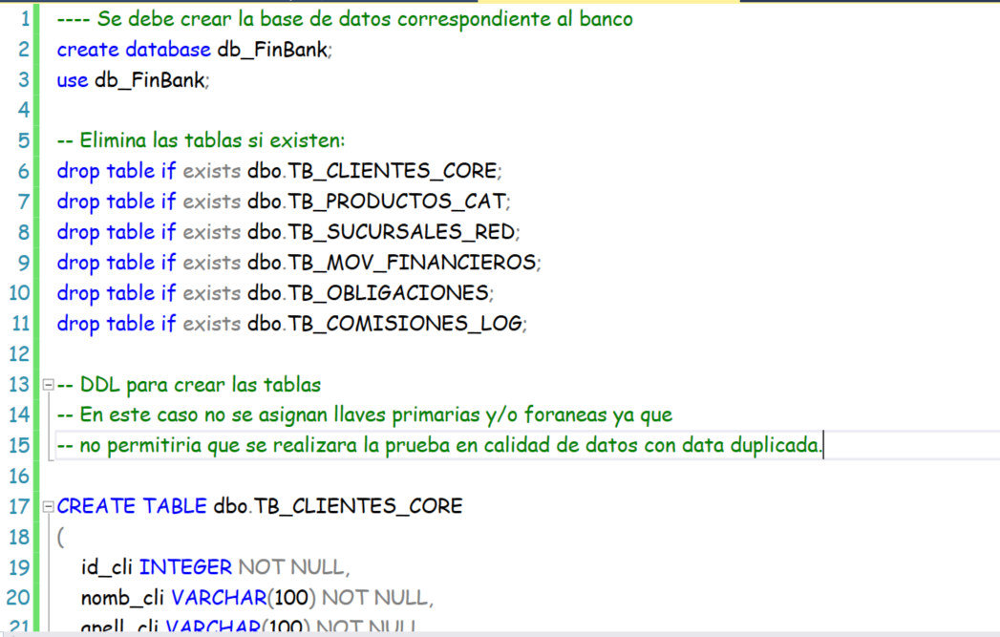 1 ---- Se debe crear la base de datos correspondiente al banco
2 create database db_FinBank;
3 use db_FinBank;
4
5 -- Elimina las tablas si existen:
6 drop table if exists dbo.TB_CLIENTES_CORE;
7 drop table if exists dbo.TB_PRODUCTOS_CAT;
8 drop table if exists dbo.TB_SUCURSALES_RED;
9 drop table if exists dbo.TB_MOV_FINANCIEROS;
10 drop table if exists dbo.TB_OBLIGACIONES;
11 drop table if exists dbo.TB_COMISIONES_LOG;
12
13 -- DDL para crear las tablas
14 -- En este caso no se asignan llaves primarias y/o foraneas ya que
15 -- no permitiria que se realizara la prueba en calidad de datos con data duplicada.
16
17 CREATE TABLE dbo.TB_CLIENTES_CORE
18 (
19 id_cli INTEGER NOT NULL,
20 nomb_cli VARCHAR(100) NOT NULL,
21 apell_cli VARCHAR(100) NOT NULL